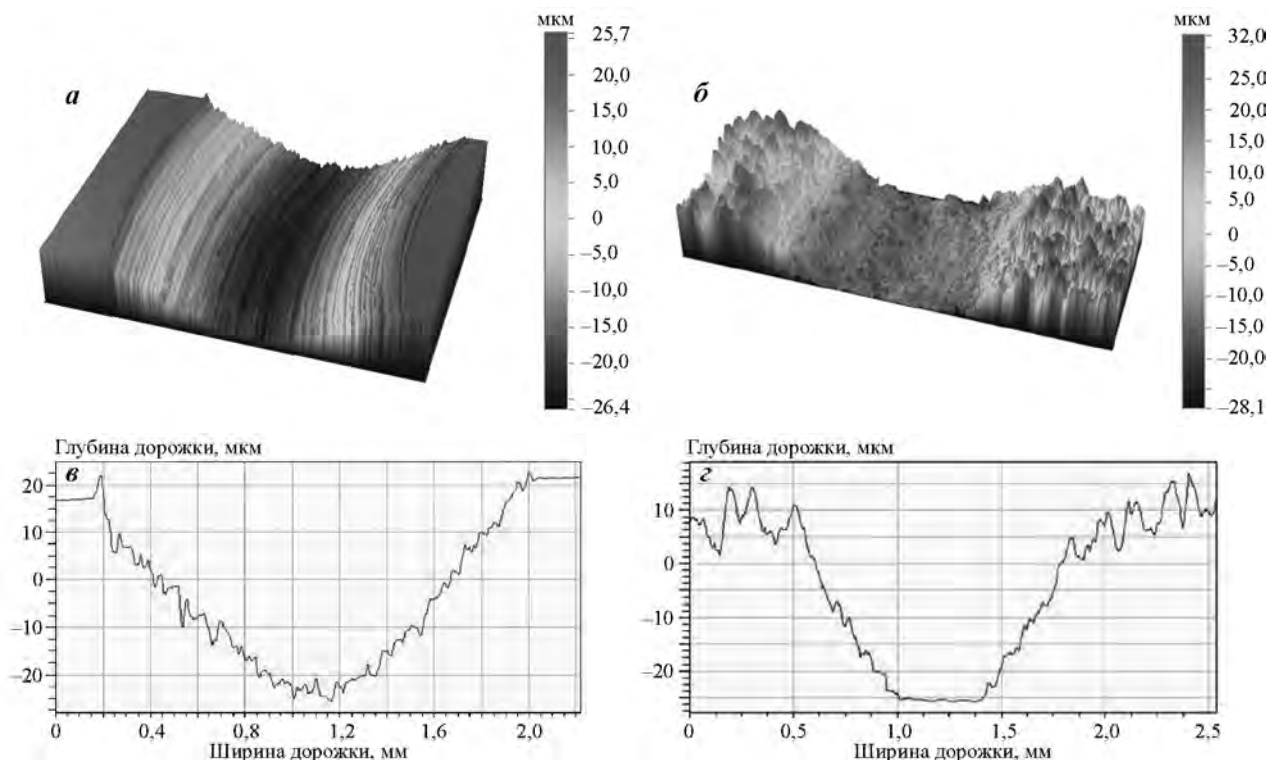 мкм
25,7
20,0
10,0
5,0
0
–5,0
–10,0
–15,0
–20,0
–26,4
а
мкм
32,0
25,0
20,0
15,0
10,0
5,0
0
–5,0
–10,0
–15,0
–20,0
–28,1
б
Глубина дорожки, мкм
в
20
10
0
–10
–20
0 0,4 0,8 1,2 1,6 2,0
Ширина дорожки, мм
Глубина дорожки, мкм
г
10
0
–10
–20
0 0,5 1,0 1,5 2,0 2,5
Ширина дорожки, мм